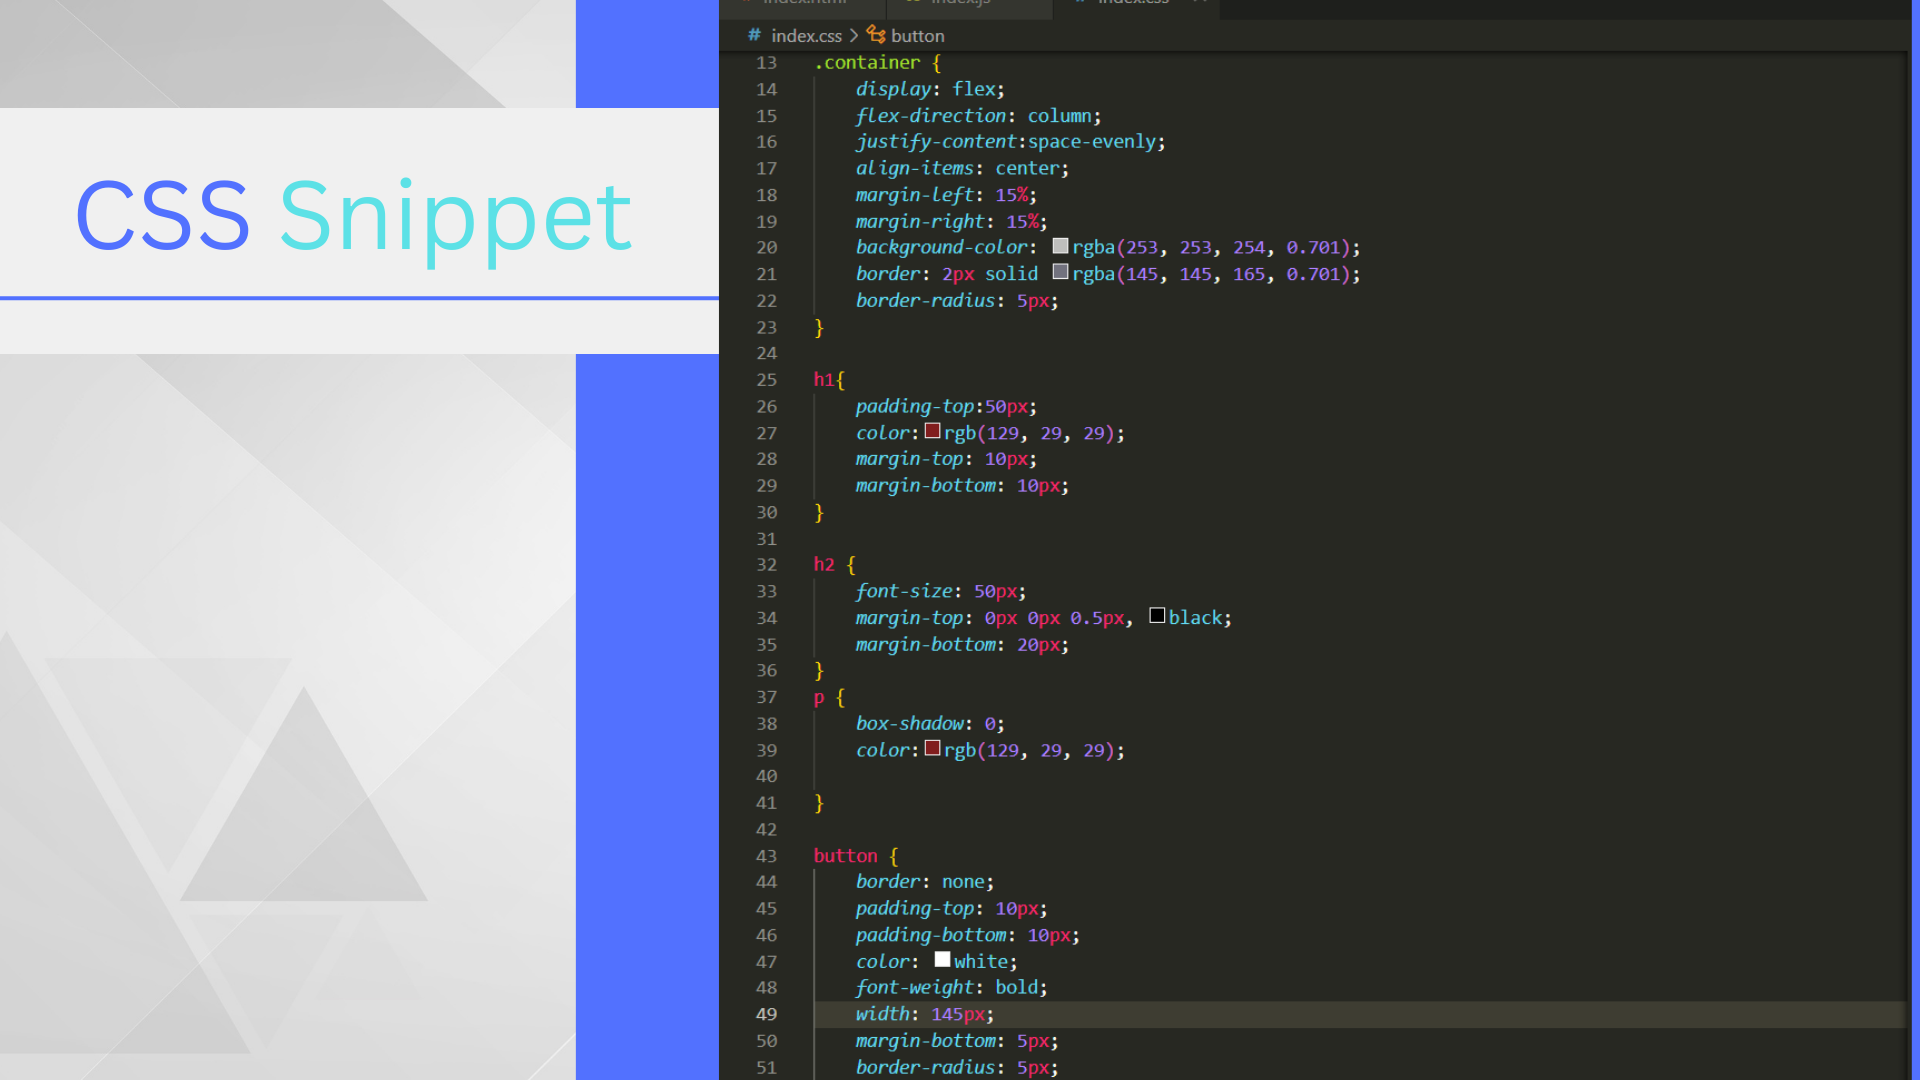 CSS Snippet
index.html index.js # index.css
# index.css > button
13 .container {
14 display: flex;
15 flex-direction: column;
16 justify-content:space-evenly;
17 align-items: center;
18 margin-left: 15%;
19 margin-right: 15%;
20 background-color: rgba(253, 253, 254, 0.701);
21 border: 2px solid rgba(145, 145, 165, 0.701);
22 border-radius: 5px;
23 }
24
25 h1{
26 padding-top:50px;
27 color: rgb(129, 29, 29);
28 margin-top: 10px;
29 margin-bottom: 10px;
30 }
31
32 h2 {
33 font-size: 50px;
34 margin-top: 0px 0px 0.5px, black;
35 margin-bottom: 20px;
36 }
37 p {
38 box-shadow: 0;
39 color: rgb(129, 29, 29);
40
41 }
42
43 button {
44 border: none;
45 padding-top: 10px;
46 padding-bottom: 10px;
47 color: white;
48 font-weight: bold;
49 width: 145px;
50 margin-bottom: 5px;
51 border-radius: 5px;